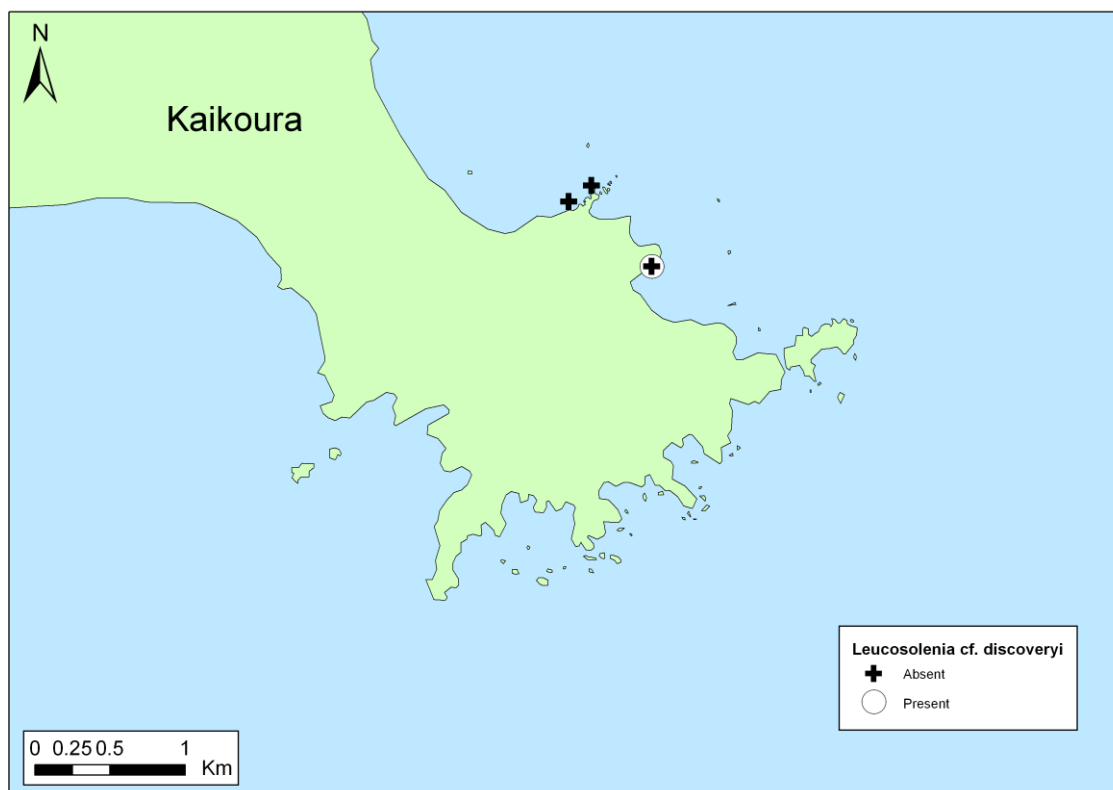 N
Kaikoura
Leucosolenia cf. discoveryi
Absent
Present
0 0.25 0.5 1
Km